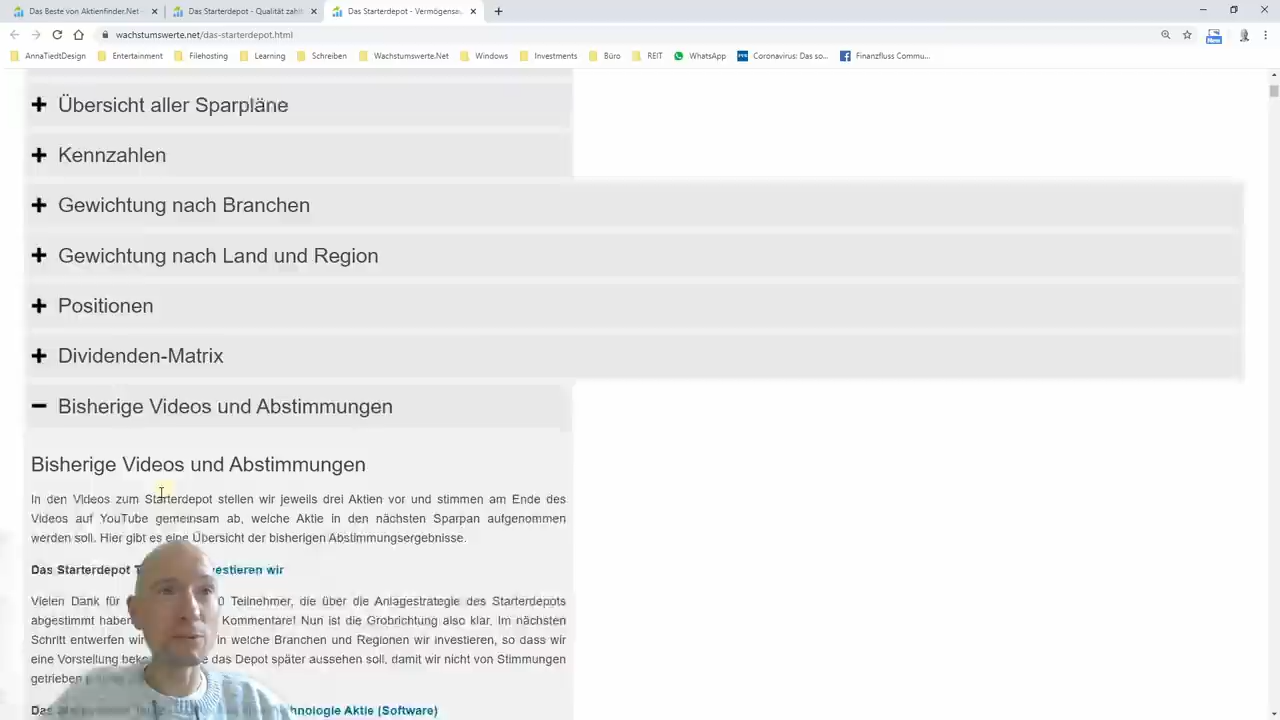 Das Beste von Aktienfinder.Net - × Das Starterdepot - Qualität zahlt × Das Starterdepot - Vermögensa × +
wachstumswerte.net/das-starterdepot.html
AnnaTiedtDesign Entertainment Filehosting Learning Schreiben Wachstumswerte.Net Windows Investments Büro REIT WhatsApp Coronavirus: Das so... Finanzfluss Commu...
Übersicht aller Sparpläne
Kennzahlen
Gewichtung nach Branchen
Gewichtung nach Land und Region
Positionen
Dividenden-Matrix
Bisherige Videos und Abstimmungen
Bisherige Videos und Abstimmungen
In den Videos zum Starterdepot stellen wir jeweils drei Aktien vor und stimmen am Ende des
Videos auf YouTube gemeinsam ab, welche Aktie in den nächsten Sparpan aufgenommen
werden soll. Hier gibt es eine Übersicht der bisherigen Abstimmungsergebnisse.
Das Starterdepot investieren wir
Vielen Dank für Teilnehmer, die über die Anlagestrategie des Starterdepots
abgestimmt haben Kommentare! Nun ist die Grobrichtung also klar. Im nächsten
Schritt entwerfen wir in welche Branchen und Regionen wir investieren, so dass wir
eine Vorstellung das Depot später aussehen soll, damit wir nicht von Stimmungen
getrieben
Das Technologie Aktie (Software)